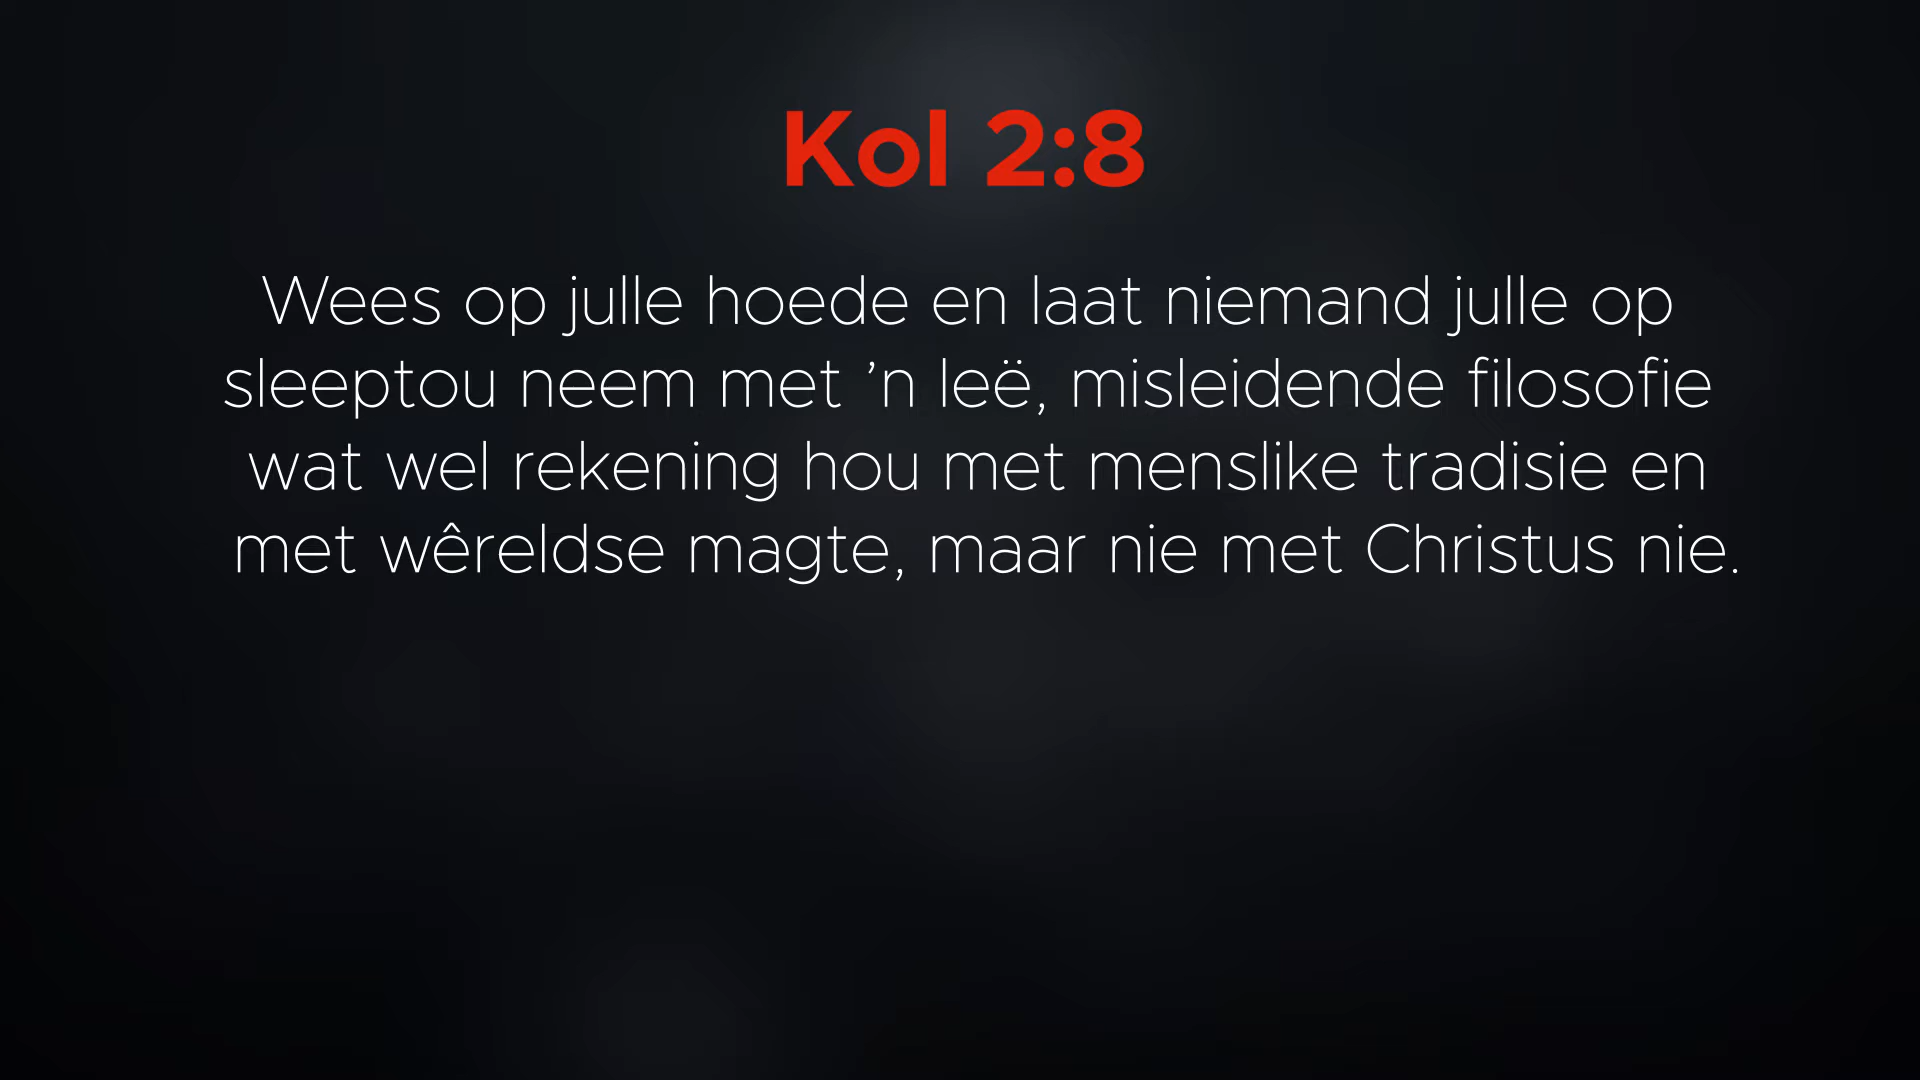 Kol 2:8
Wees op julle hoede en laat niemand julle op
sleeptou neem met ’n leë, misleidende filosofie
wat wel rekening hou met menslike tradisie en
met wêreldse magte, maar nie met Christus nie.